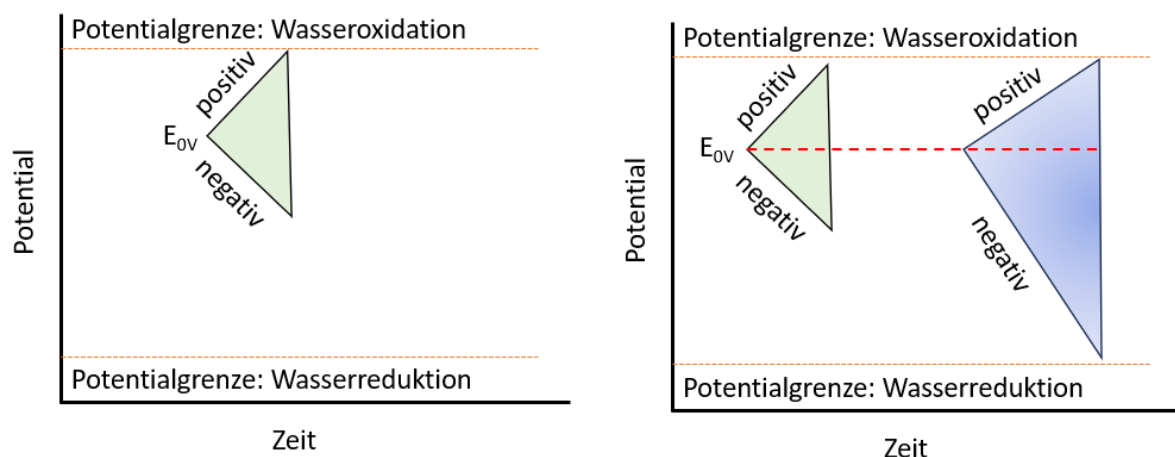 Potentialgrenze: Wasseroxidation
positiv
E0V
negativ
Potentialgrenze: Wasserreduktion
Potential
Zeit
Potentialgrenze: Wasseroxidation
positiv
E0V
negativ
positiv
negativ
Potentialgrenze: Wasserreduktion
Potential
Zeit